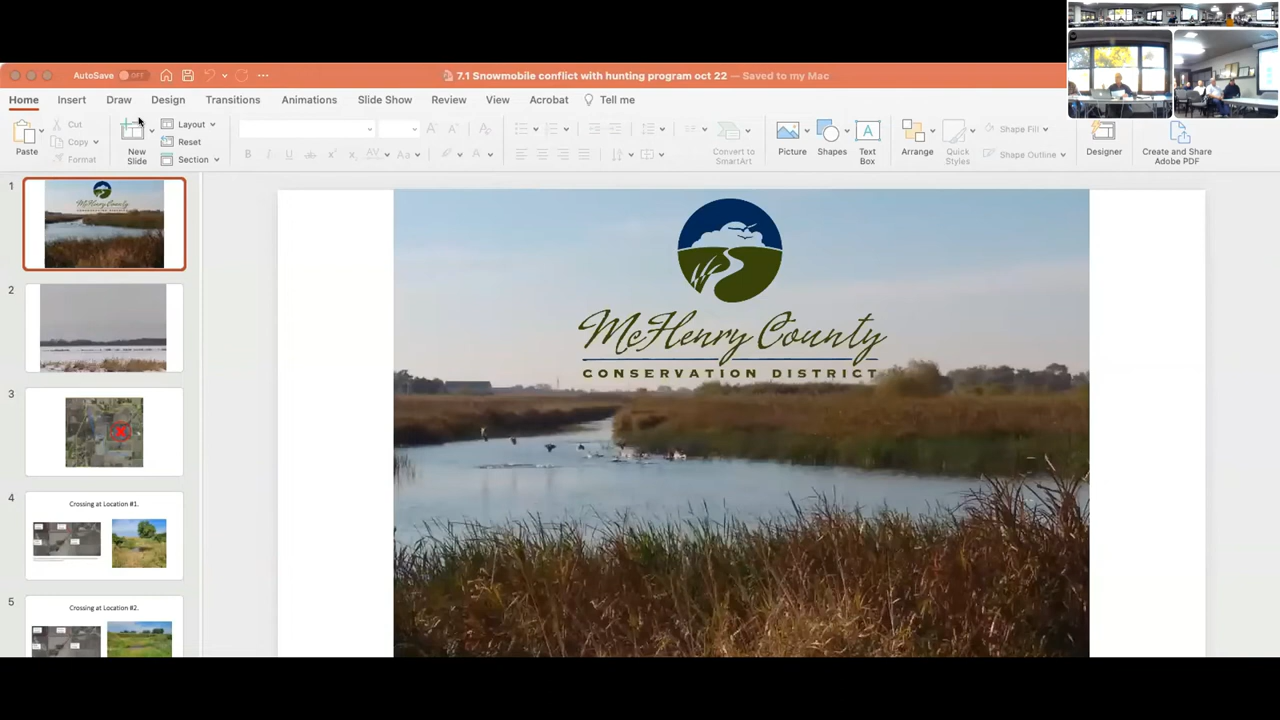 AutoSave OFF
7.1 Snowmobile conflict with hunting program oct 22 — Saved to my Mac
Home Insert Draw Design Transitions Animations Slide Show Review View Acrobat Tell me
Paste
Cut
Copy
Format
New Slide
Layout
Reset
Section
Convert to SmartArt
Picture
Shapes
Text Box
Arrange
Quick Styles
Shape Fill
Shape Outline
Designer
Create and Share Adobe PDF
1
2
3
4
Crossing at Location #1.
5
Crossing at Location #2.
McHenry County
CONSERVATION DISTRICT